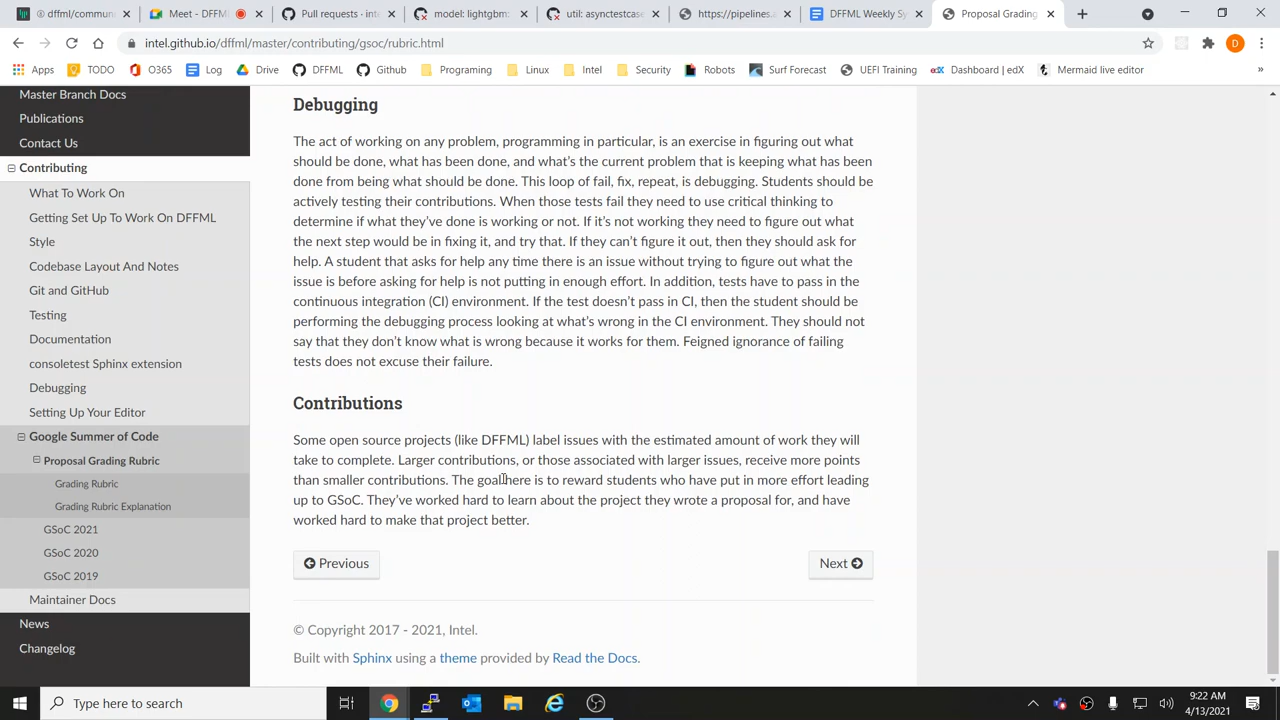 @ dffml/commun
Meet - DFFM
Pull requests · inte
model: lightgbm:
util: asynctestcase
https://pipelines.a
DFFML Weekly Sy
Proposal Grading
intel.github.io/dffml/master/contributing/gsoc/rubric.html
D
Apps
TODO
O365
Log
Drive
DFFML
Github
Programing
Linux
Intel
Security
Robots
Surf Forecast
UEFI Training
edX
Dashboard | edX
Mermaid live editor
»
Master Branch Docs
Publications
Contact Us
Contributing
What To Work On
Getting Set Up To Work On DFFML
Style
Codebase Layout And Notes
Git and GitHub
Testing
Documentation
consoletest Sphinx extension
Debugging
Setting Up Your Editor
Google Summer of Code
Proposal Grading Rubric
Grading Rubric
Grading Rubric Explanation
GSoC 2021
GSoC 2020
GSoC 2019
Maintainer Docs
News
Changelog
Debugging
The act of working on any problem, programming in particular, is an exercise in figuring out what
should be done, what has been done, and what's the current problem that is keeping what has been
done from being what should be done. This loop of fail, fix, repeat, is debugging. Students should be
actively testing their contributions. When those tests fail they need to use critical thinking to
determine if what they've done is working or not. If it's not working they need to figure out what
the next step would be in fixing it, and try that. If they can't figure it out, then they should ask for
help. A student that asks for help any time there is an issue without trying to figure out what the
issue is before asking for help is not putting in enough effort. In addition, tests have to pass in the
continuous integration (CI) environment. If the test doesn't pass in CI, then the student should be
performing the debugging process looking at what's wrong in the CI environment. They should not
say that they don't know what is wrong because it works for them. Feigned ignorance of failing
tests does not excuse their failure.
Contributions
Some open source projects (like DFFML) label issues with the estimated amount of work they will
take to complete. Larger contributions, or those associated with larger issues, receive more points
than smaller contributions. The goal here is to reward students who have put in more effort leading
up to GSoC. They've worked hard to learn about the project they wrote a proposal for, and have
worked hard to make that project better.
Previous
Next
© Copyright 2017 - 2021, Intel.
Built with Sphinx using a theme provided by Read the Docs.
Type here to search
9:22 AM
4/13/2021